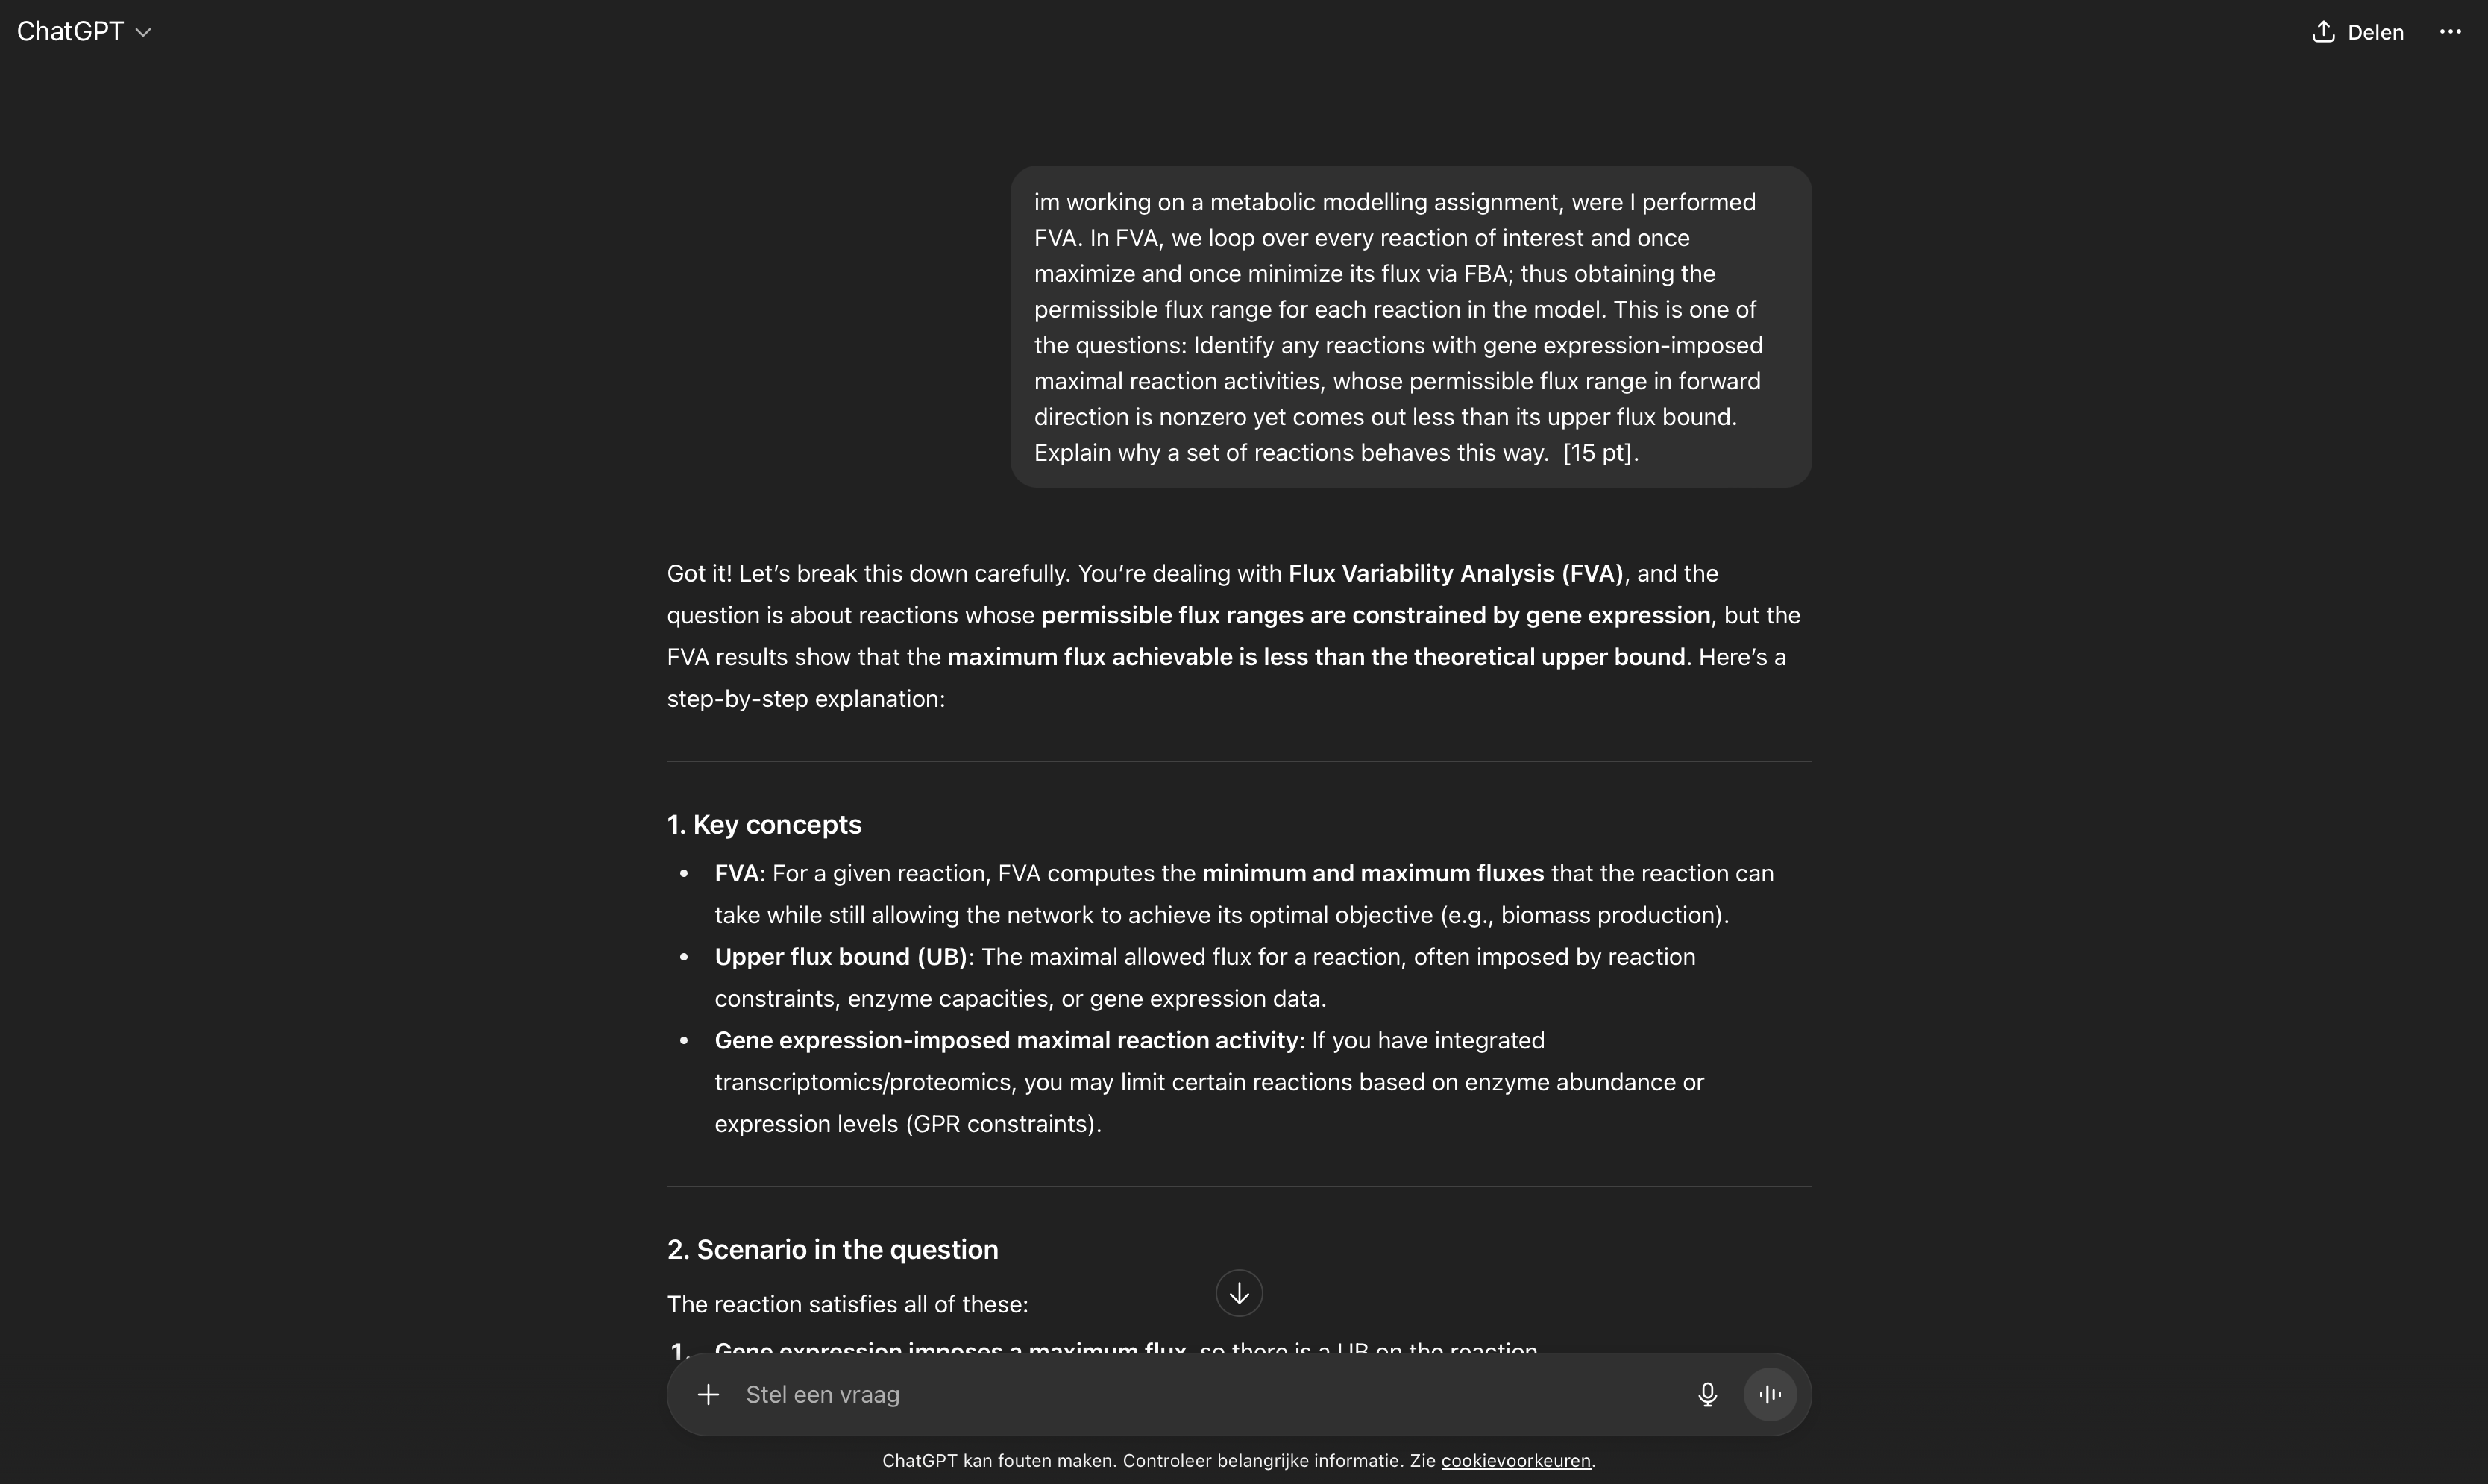 ChatGPT
Delen
im working on a metabolic modelling assignment, were I performed
FVA. In FVA, we loop over every reaction of interest and once
maximize and once minimize its flux via FBA; thus obtaining the
permissible flux range for each reaction in the model. This is one of
the questions: Identify any reactions with gene expression-imposed
maximal reaction activities, whose permissible flux range in forward
direction is nonzero yet comes out less than its upper flux bound.
Explain why a set of reactions behaves this way.  [15 pt].
Got it! Let’s break this down carefully. You’re dealing with Flux Variability Analysis (FVA), and the
question is about reactions whose permissible flux ranges are constrained by gene expression, but the
FVA results show that the maximum flux achievable is less than the theoretical upper bound. Here’s a
step-by-step explanation:
1. Key concepts
• FVA: For a given reaction, FVA computes the minimum and maximum fluxes that the reaction can
take while still allowing the network to achieve its optimal objective (e.g., biomass production).
• Upper flux bound (UB): The maximal allowed flux for a reaction, often imposed by reaction
constraints, enzyme capacities, or gene expression data.
• Gene expression-imposed maximal reaction activity: If you have integrated
transcriptomics/proteomics, you may limit certain reactions based on enzyme abundance or
expression levels (GPR constraints).
2. Scenario in the question
The reaction satisfies all of these:
1. Gene expression imposes a maximum flux, so there is a UB on the reaction
Stel een vraag
ChatGPT kan fouten maken. Controleer belangrijke informatie. Zie cookievoorkeuren.